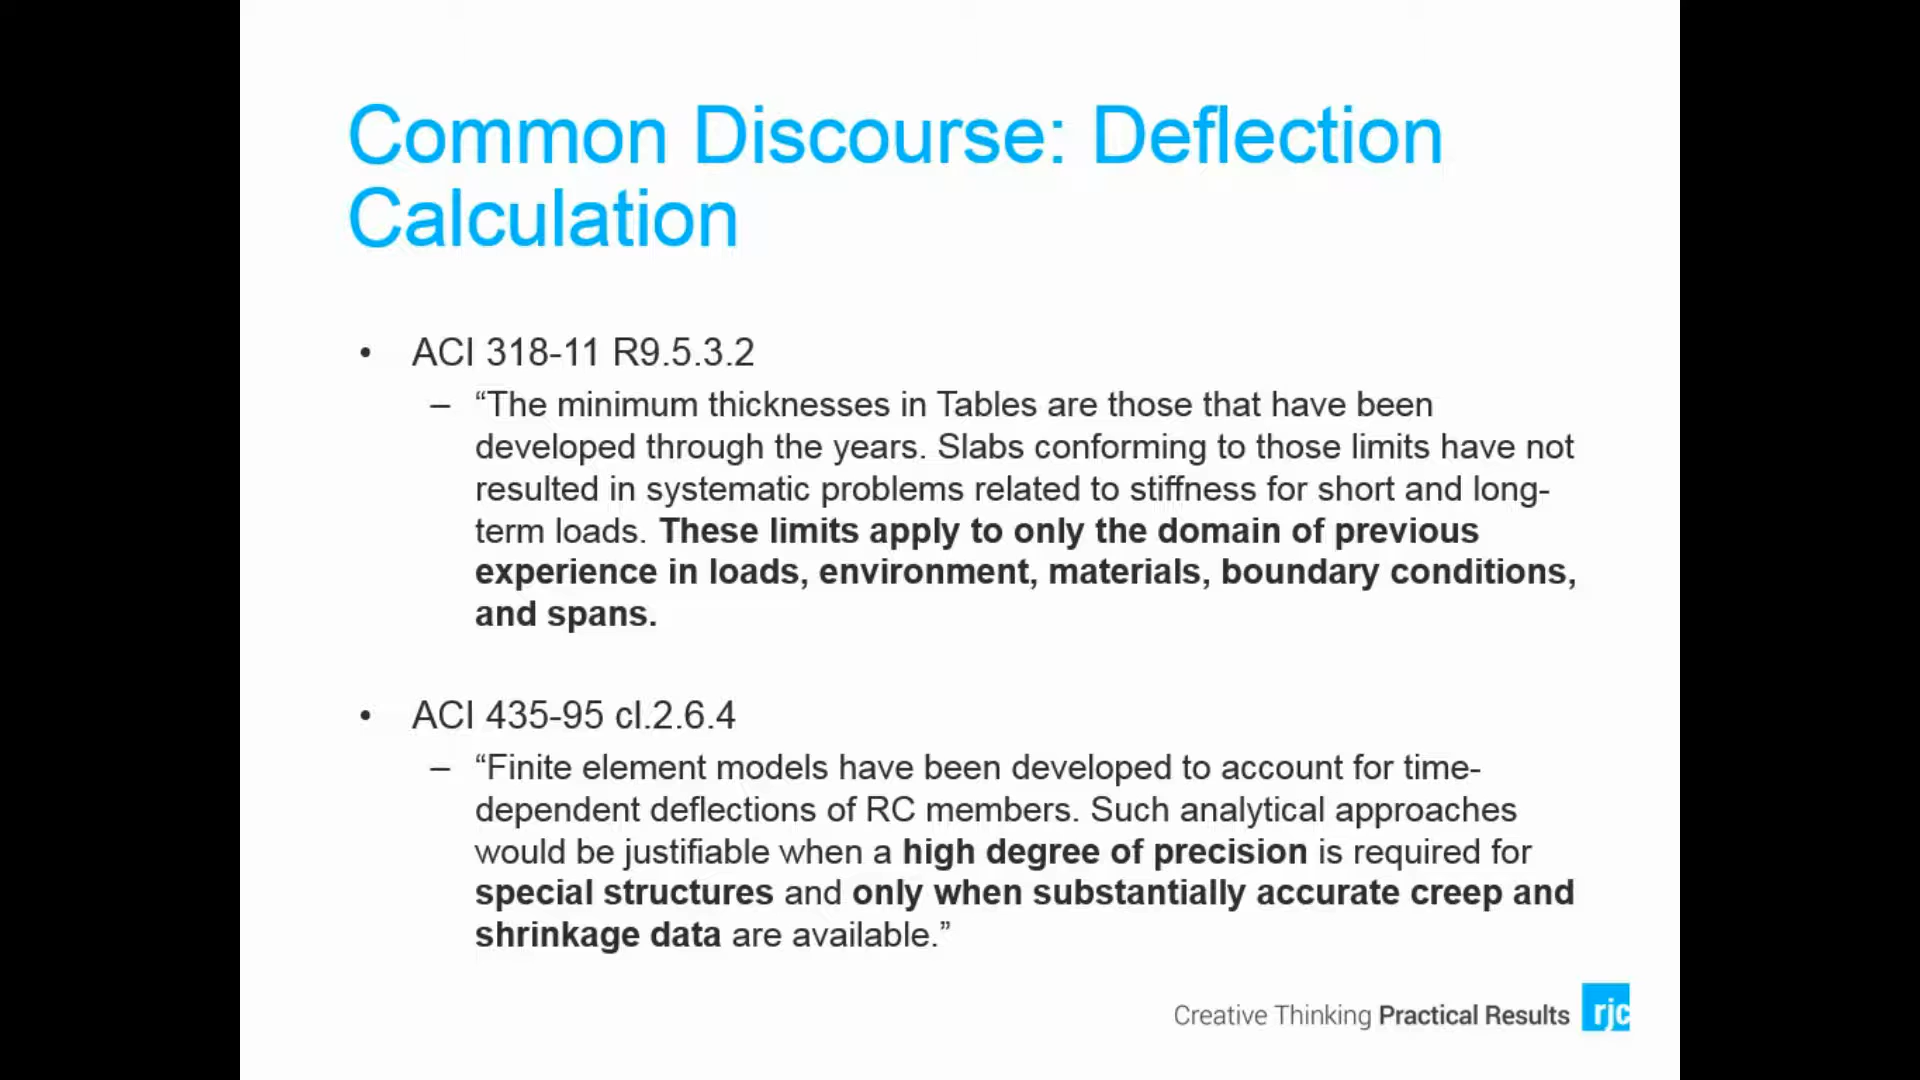 Common Discourse: Deflection
Calculation
• ACI 318-11 R9.5.3.2
– “The minimum thicknesses in Tables are those that have been
developed through the years. Slabs conforming to those limits have not
resulted in systematic problems related to stiffness for short and long-
term loads. These limits apply to only the domain of previous
experience in loads, environment, materials, boundary conditions,
and spans.
• ACI 435-95 cl.2.6.4
– “Finite element models have been developed to account for time-
dependent deflections of RC members. Such analytical approaches
would be justifiable when a high degree of precision is required for
special structures and only when substantially accurate creep and
shrinkage data are available.”
Creative Thinking Practical Results rjc